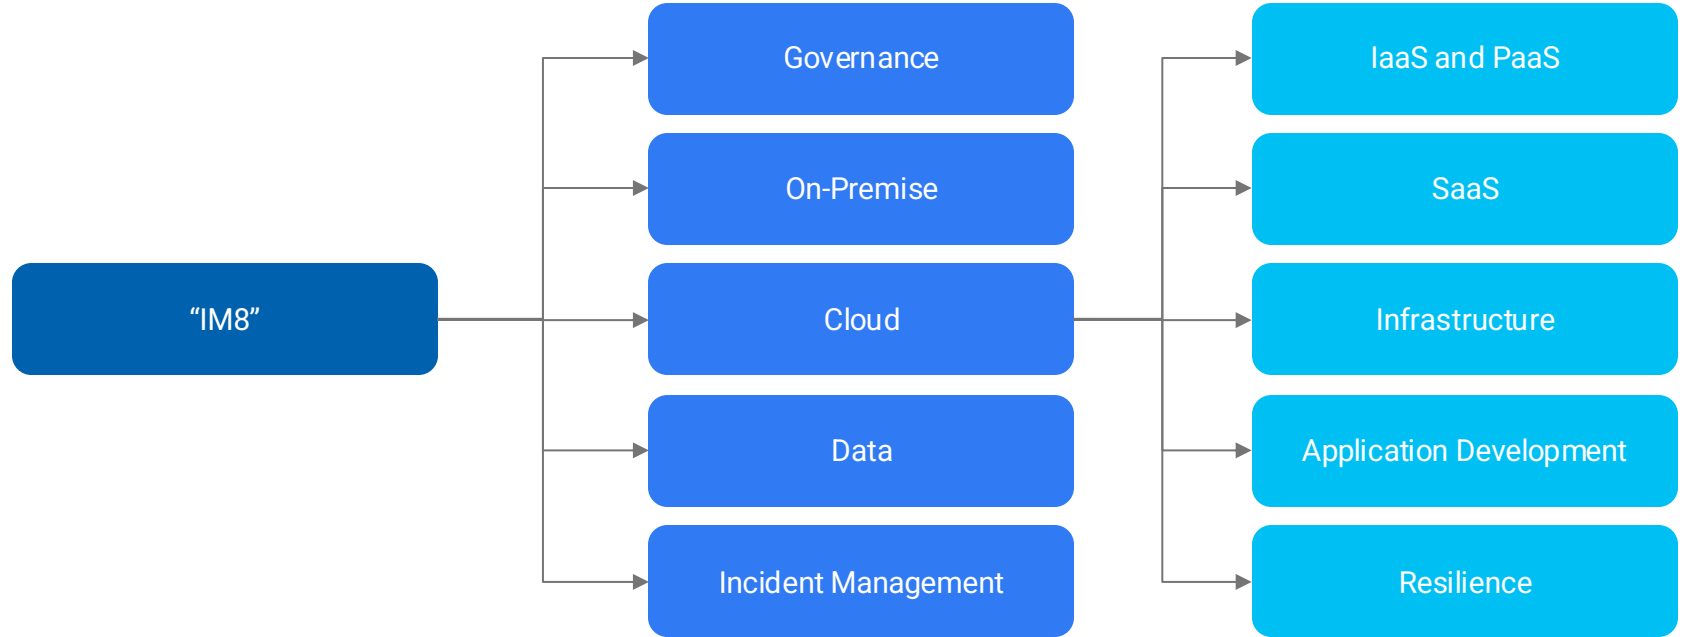 “IM8”
Governance
On-Premise
Cloud
Data
Incident Management
IaaS and PaaS
SaaS
Infrastructure
Application Development
Resilience